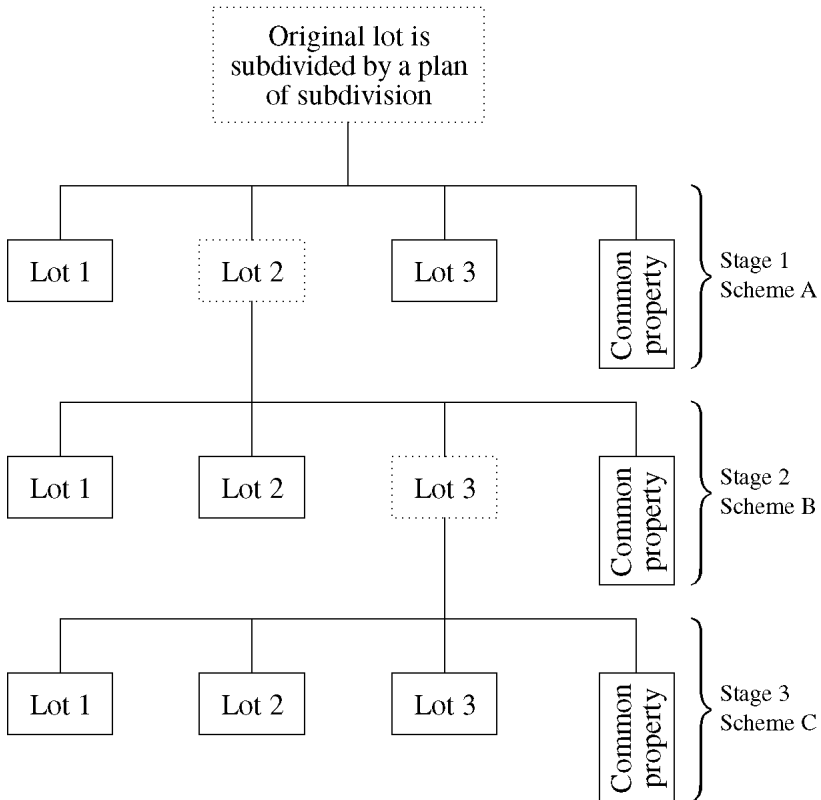 Original lot is
subdivided by a plan
of subdivision
Lot 1
Lot 2
Lot 3
Common
property
Stage 1
Scheme A
Lot 1
Lot 2
Lot 3
Common
property
Stage 2
Scheme B
Lot 1
Lot 2
Lot 3
Common
property
Stage 3
Scheme C